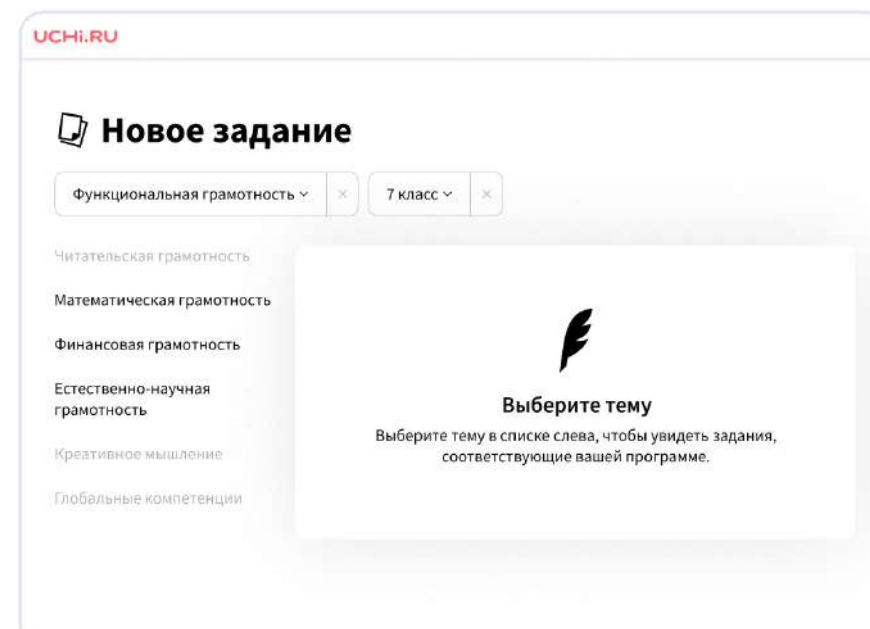 UCHi.RU
Новое задание
Функциональная грамотность
7 класс
Читательская грамотность
Математическая грамотность
Финансовая грамотность
Естественно-научная
грамотность
Креативное мышление
Глобальные компетенции
Выберите тему
Выберите тему в списке слева, чтобы увидеть задания,
соответствующие вашей программе.